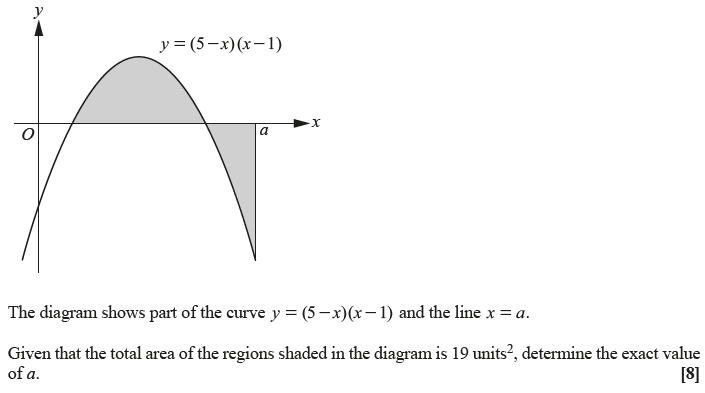 y
y = (5−x)(x−1)
O
a
x
The diagram shows part of the curve y = (5−x)(x−1) and the line x = a.
Given that the total area of the regions shaded in the diagram is 19 units², determine the exact value
of a.
[8]